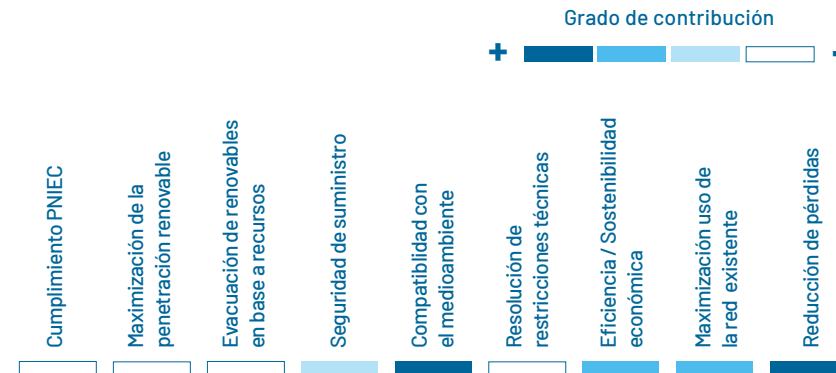 Grado de contribución
+ -
Cumplimiento PNIEC
Maximización de la
penetración renovable
Evacuación de renovables
en base a recursos
Seguridad de suministro
Compatiblidad con
el medioambiente
Resolución de
restricciones técnicas
Eficiencia / Sostenibilidad
económica
Maximización uso de
la red existente
Reducción de pérdidas